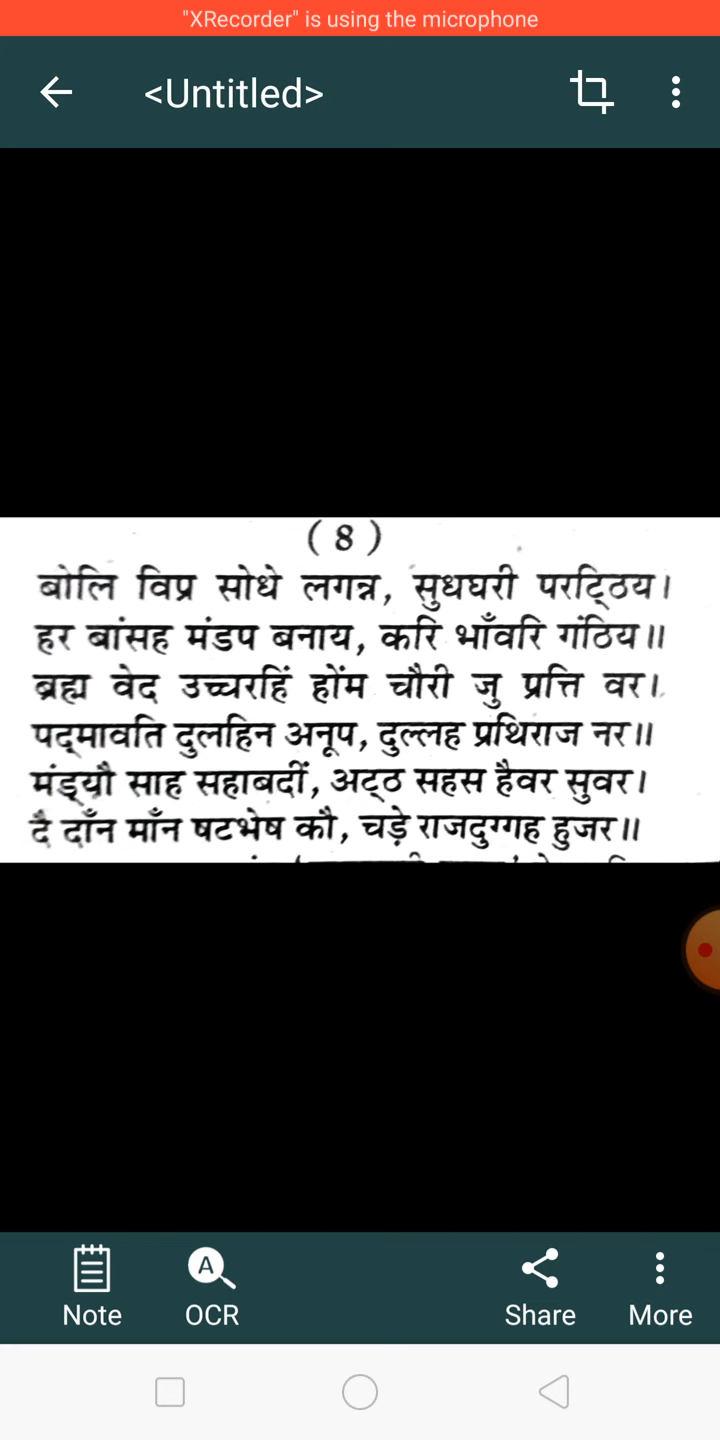 "XRecorder" is using the microphone
<Untitled>
( 8 )
बोलि विप्र सोधे लगन्न, सुधघरी परट्ठिय।
हर बांसह मंडप बनाय, करि भाँवरि गंठिय॥
ब्रह्म वेद उच्चरहिं होंम चौरी जु प्रत्ति वर।
पद्मावति दुलहिन अनूप, दुल्लह प्रथिराज नर॥
मंड्यौ साह सहाबदीं, अट्ठ सहस हैवर सुवर।
दै दाँन माँन षटभेष कौ, चड़े राजदुग्गह हुजर॥
Note
OCR
Share
More